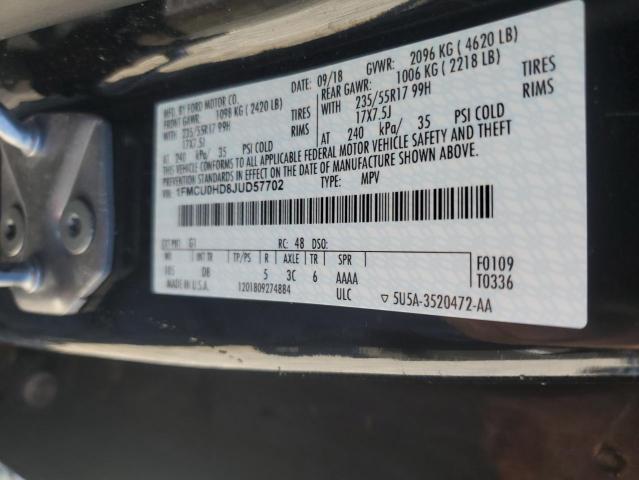 MFD. BY FORD MOTOR CO.
DATE: 09/18 GVWR: 2096 KG ( 4620 LB)
FRONT GAWR: 1098 KG ( 2420 LB) REAR GAWR: 1006 KG ( 2218 LB)
WITH 235/55R17 99H TIRES WITH 235/55R17 99H TIRES
17X7.5J RIMS 17X7.5J RIMS
AT 240 kPa/ 35 PSI COLD AT 240 kPa/ 35 PSI COLD
THIS VEHICLE CONFORMS TO ALL APPLICABLE FEDERAL MOTOR VEHICLE SAFETY AND THEFT
PREVENTION STANDARDS IN EFFECT ON THE DATE OF MANUFACTURE SHOWN ABOVE.
VIN: 1FMCU0HD8JUD57702 TYPE: MPV
EXT PNT: G1 RC: 48 DSO:
WB INT TR TP/PS R AXLE TR SPR F0109
105 DB 5 3C 6 AAAA T0336
MADE IN U.S.A. 1201809274884 ULC ▽ 5U5A-3520472-AA